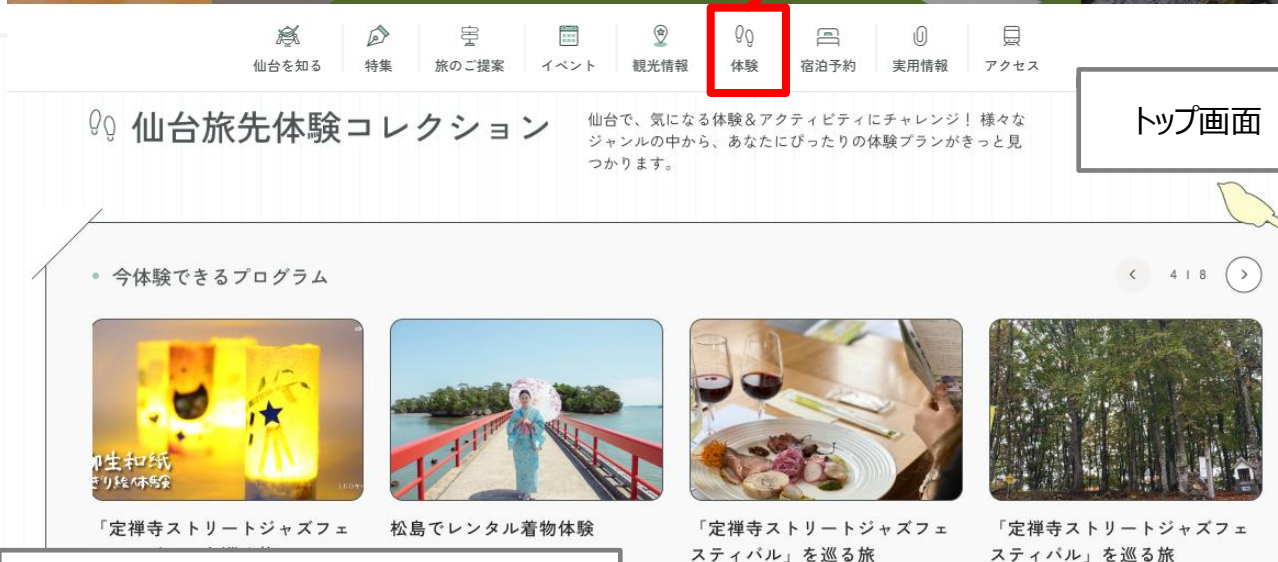 仙台を知る
特集
旅のご提案
イベント
観光情報
体験
宿泊予約
実用情報
アクセス
トップ画面
仙台旅先体験コレクション
仙台で、気になる体験&アクティビティにチャレンジ! 様々な
ジャンルの中から、あなたにぴったりの体験プランがきっと見
つかります。
今体験できるプログラム
4 | 8
生和紙
ぎり絵体験
「定禅寺ストリートジャズフェ
松島でレンタル着物体験
「定禅寺ストリートジャズフェ
スティバル」を巡る旅
「定禅寺ストリートジャズフェ
スティバル」を巡る旅